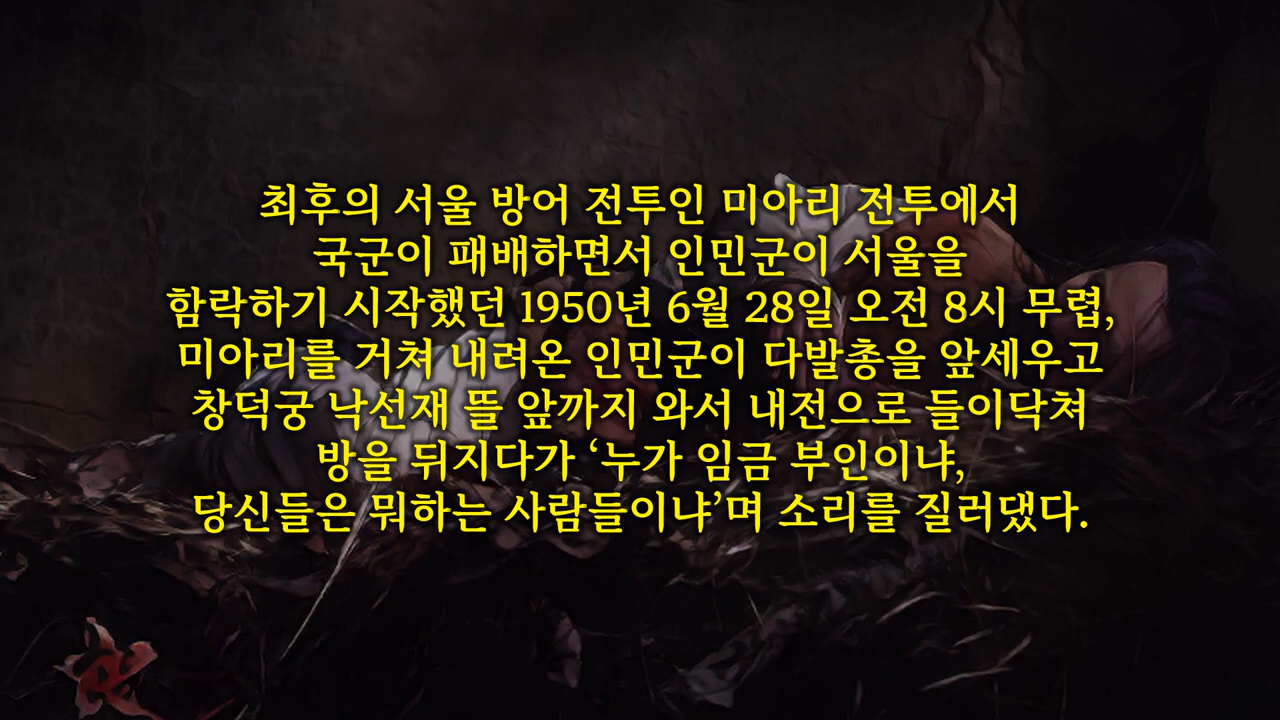 최후의 서울 방어 전투인 미아리 전투에서
국군이 패배하면서 인민군이 서울을
함락하기 시작했던 1950년 6월 28일 오전 8시 무렵,
미아리를 거쳐 내려온 인민군이 다발총을 앞세우고
창덕궁 낙선재 뜰 앞까지 와서 내전으로 들이닥쳐
방을 뒤지다가 ‘누가 임금 부인이냐,
당신들은 뭐하는 사람들이냐’며 소리를 질러댔다.